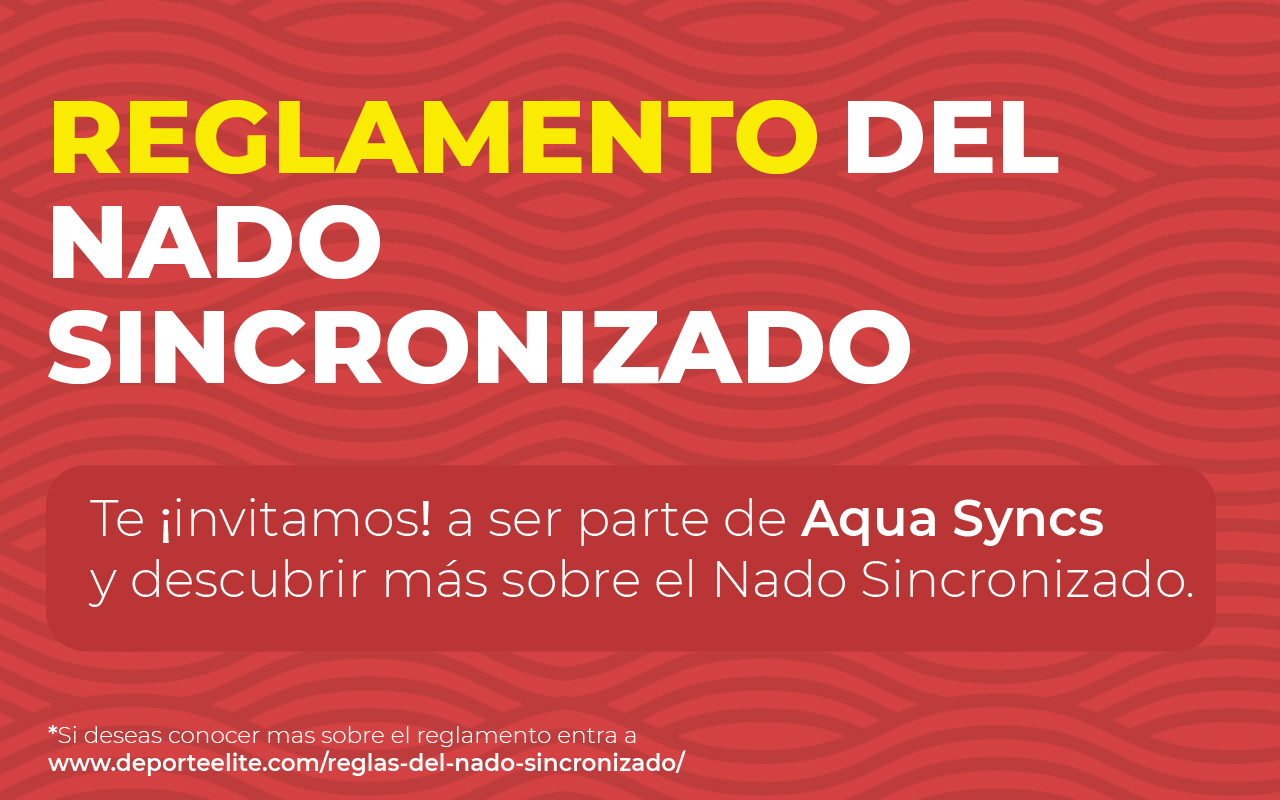 REGLAMENTO DEL
NADO
SINCRONIZADO
Te ¡invitamos! a ser parte de Aqua Syncs
y descubrir más sobre el Nado Sincronizado.
*Si deseas conocer mas sobre el reglamento entra a
www.deporteelite.com/reglas-del-nado-sincronizado/